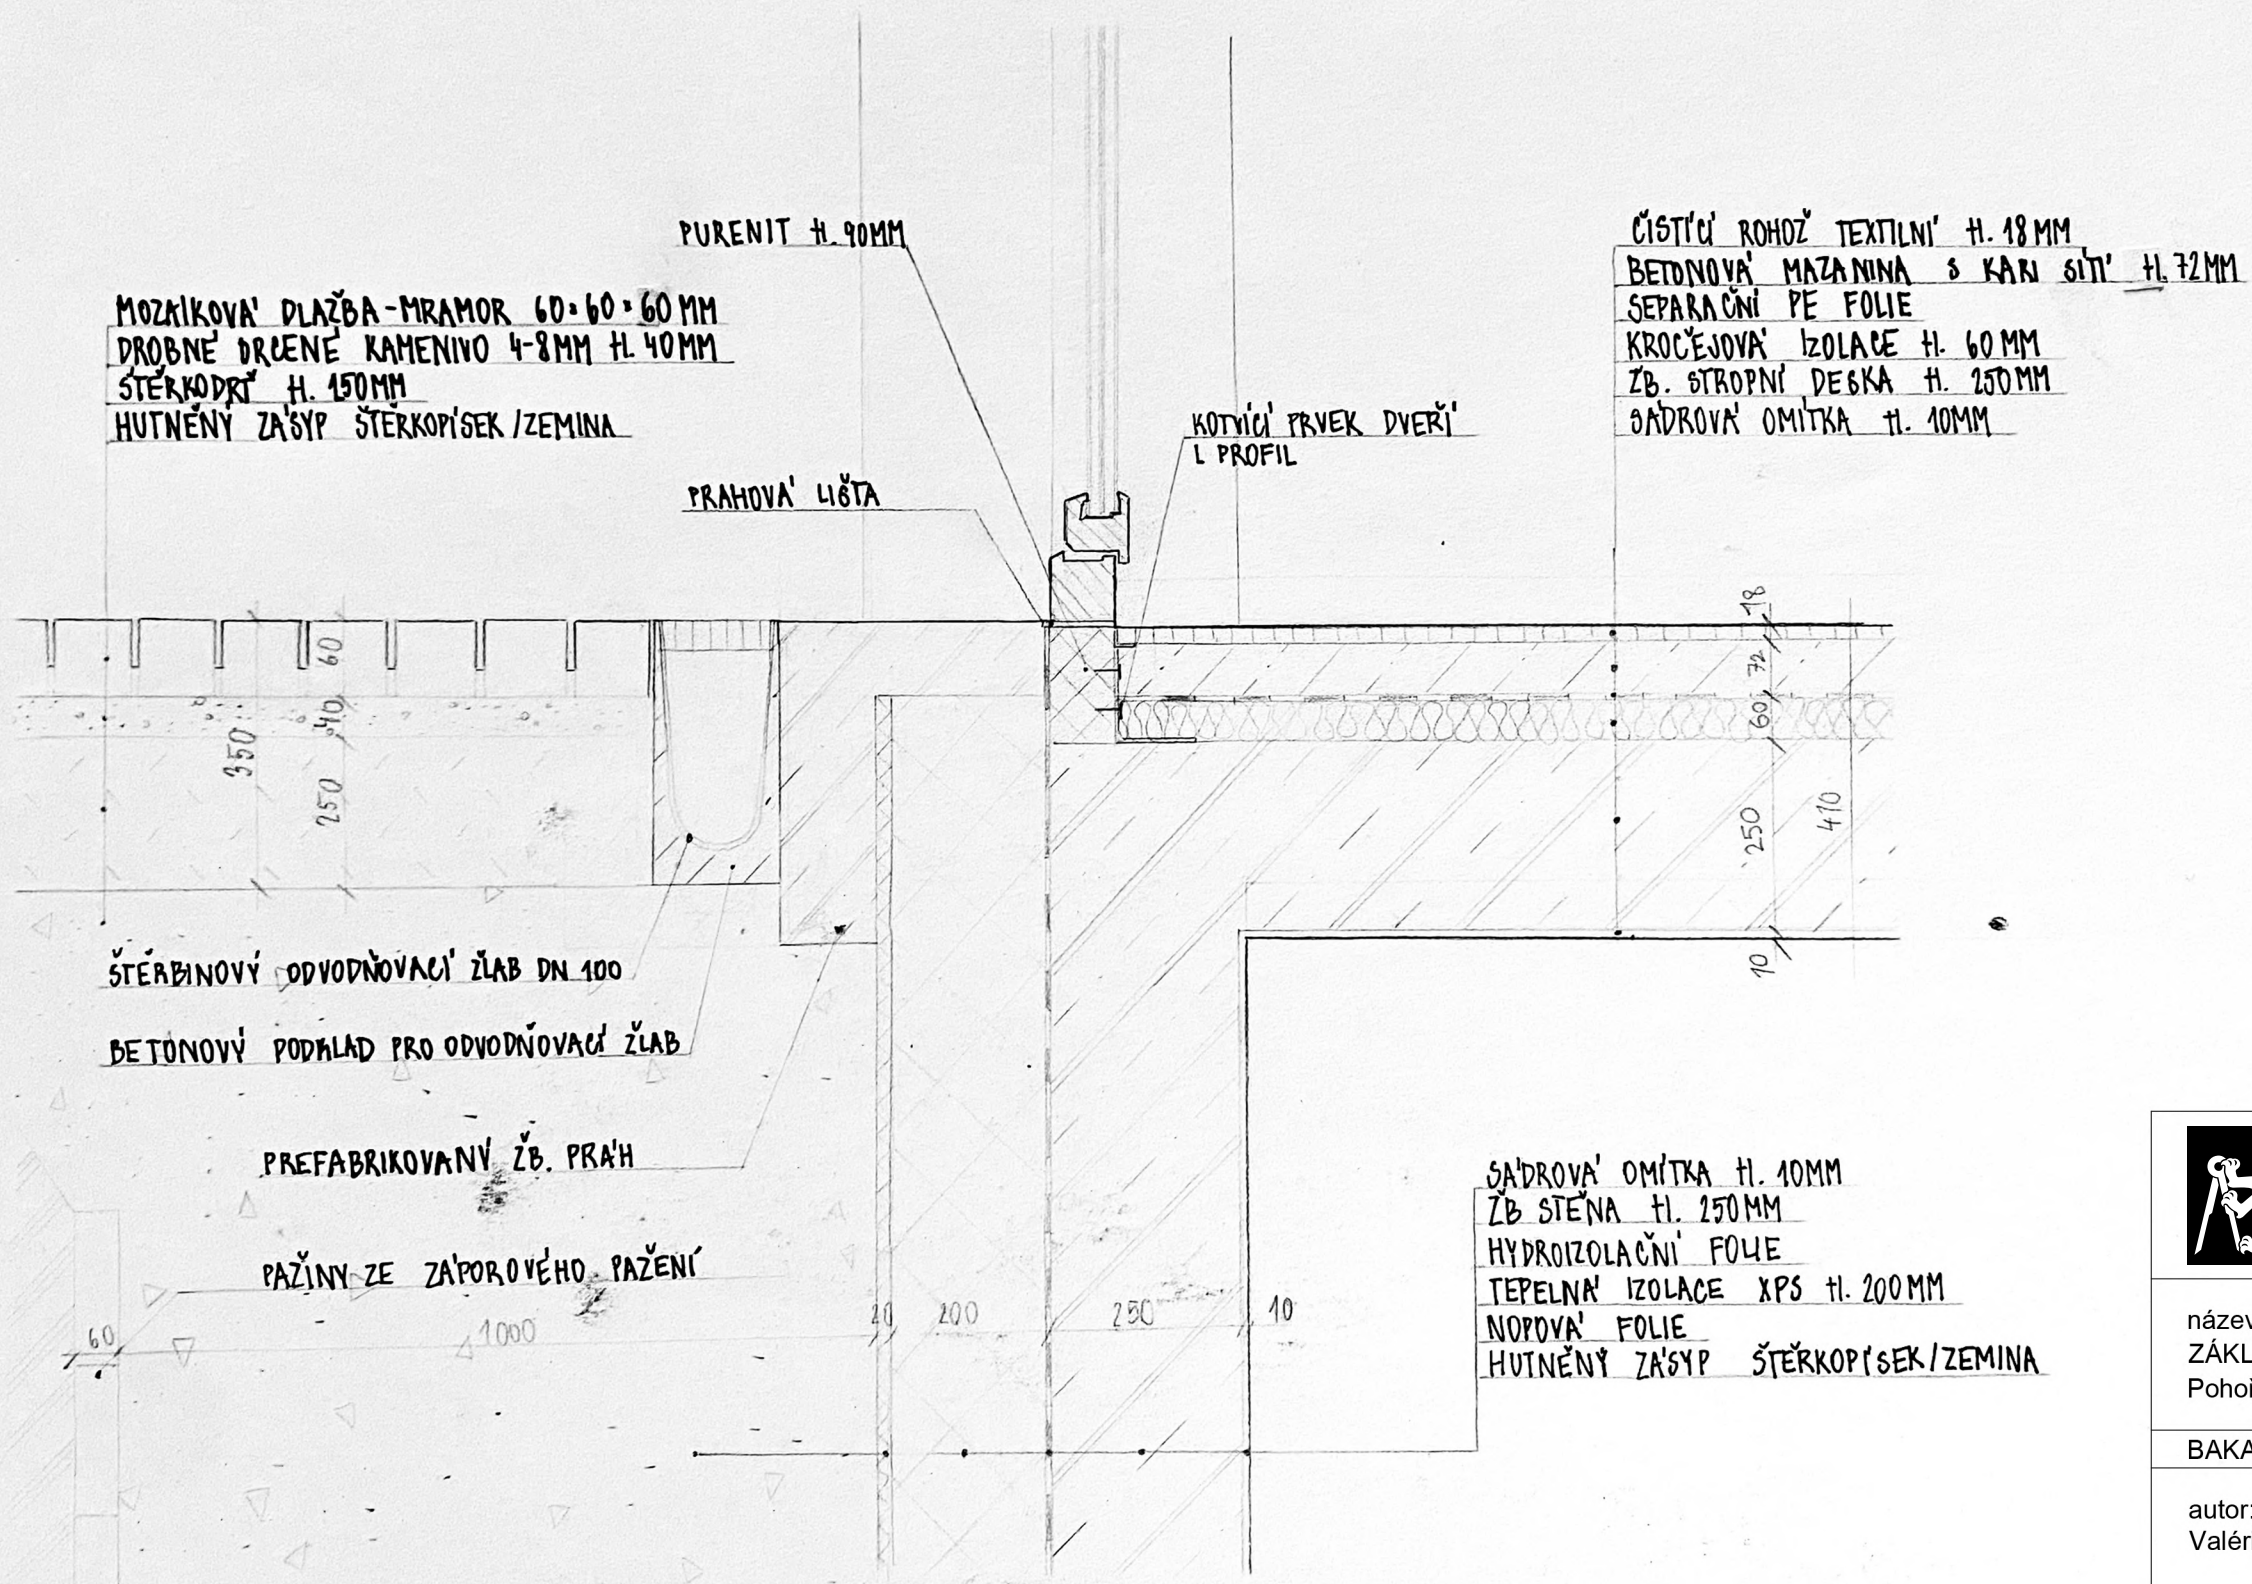 PURENIT tl. 90MM
MOZAIKOVÁ DLAŽBA - MRAMOR 60×60×60MM
DROBNÉ DRCENÉ KAMENIVO 4-8MM tl. 40MM
ŠTĚRKODRŤ tl. 150MM
HUTNĚNÝ ZÁSYP ŠTĚRKOPÍSEK/ZEMINA
PRAHOVÁ LIŠTA
KOTVÍCÍ PRVEK DVEŘÍ
L PROFIL
ČISTÍCÍ ROHOŽ TEXTILNÍ tl. 18MM
BETONOVÁ MAZANINA S KARI SÍTÍ tl. 72MM
SEPARAČNÍ PE FOLIE
KROČEJOVÁ IZOLACE tl. 60MM
ŽB. STROPNÍ DESKA tl. 250MM
SÁDROVÁ OMÍTKA tl. 10MM
60
40
350
250
18
72
60
250
410
10
ŠTĚRBINOVÝ ODVODŇOVACÍ ŽLAB DN 100
BETONOVÝ PODKLAD PRO ODVODŇOVACÍ ŽLAB
PREFABRIKOVANÝ ŽB. PRÁH
PAŽINY ZE ZÁPOROVÉHO PAŽENÍ
60
1000
20
200
250
10
SÁDROVÁ OMÍTKA tl. 10MM
ŽB STĚNA tl. 250MM
HYDROIZOLAČNÍ FOLIE
TEPELNÁ IZOLACE XPS tl. 200MM
NOPOVÁ FOLIE
HUTNĚNÝ ZÁSYP ŠTĚRKOPÍSEK/ZEMINA
název
ZÁKL
Pohoř
BAKA
autor:
Valér